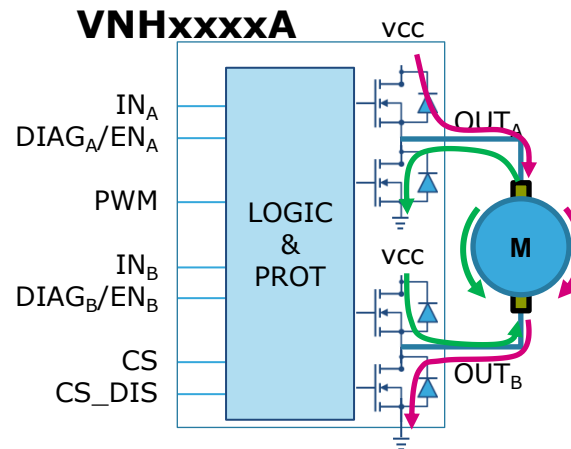 VNHxxxxA
vcc
INA
DIAGA/ENA
OUTA
PWM
LOGIC
&
PROT
M
vcc
INB
DIAGB/ENB
CS
OUTB
CS_DIS